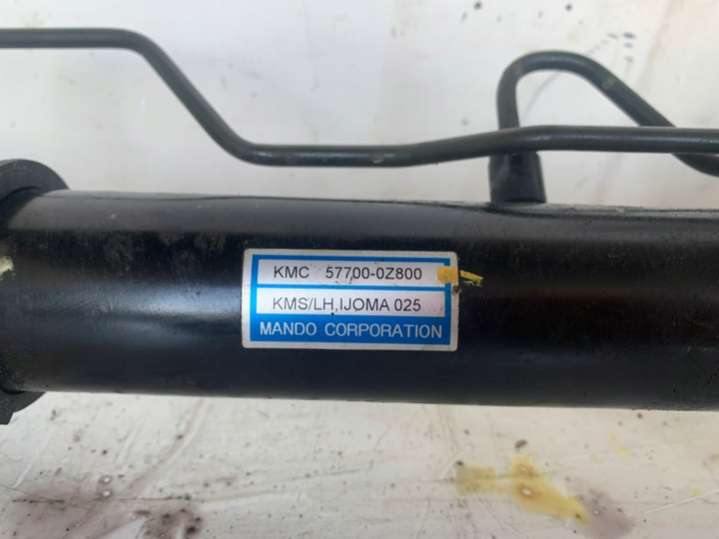 KMC 57700-0Z800
KMS/LH,IJOMA 025
MANDO CORPORATION